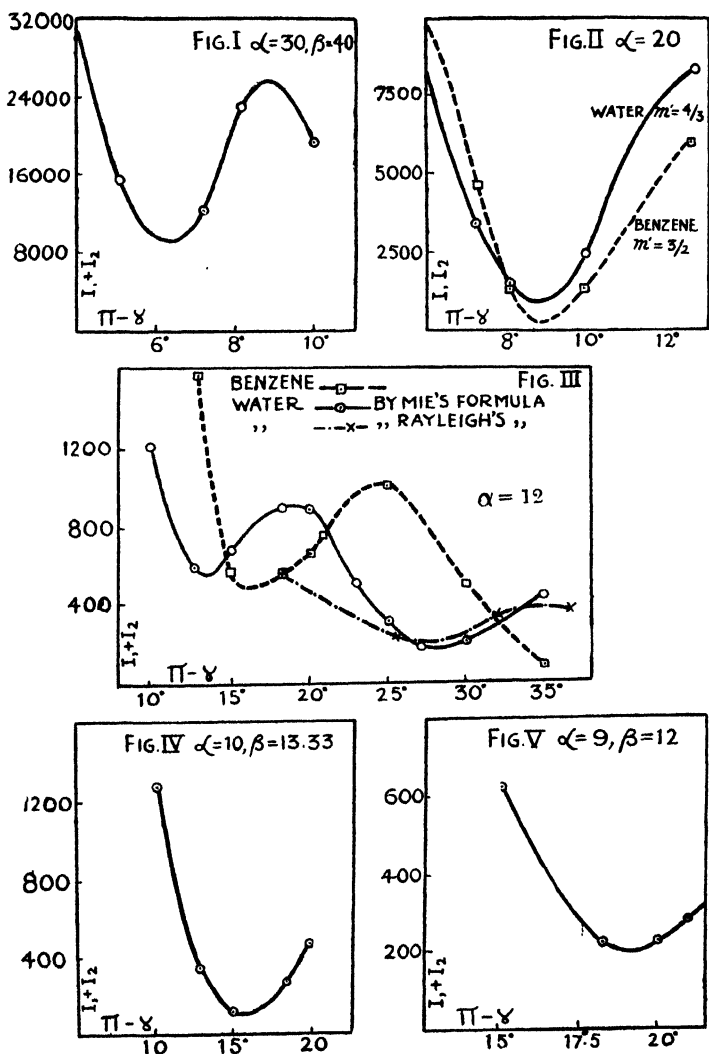 FIG.I α=30, β=40
32000
24000
16000
8000
I₁+I₂
π-γ
6°
8°
10°
FIG.II α=20
7500
5000
2500
WATER m'=4/3
BENZENE
m'=3/2
I₁ I₂
π-γ
8°
10°
12°
FIG. III
BENZENE
WATER BY MIE'S FORMULA
,, ,, RAYLEIGH'S ,,
α = 12
1200
800
400
I₁+I₂
π-γ
10°
15°
20°
25°
30°
35°
FIG.IV α=10, β=13.33
1200
800
400
I₁+I₂
π-γ
10
15°
20
FIG.V α=9, β=12
600
400
200
I₁+I₂
π-γ
15°
17.5
20°